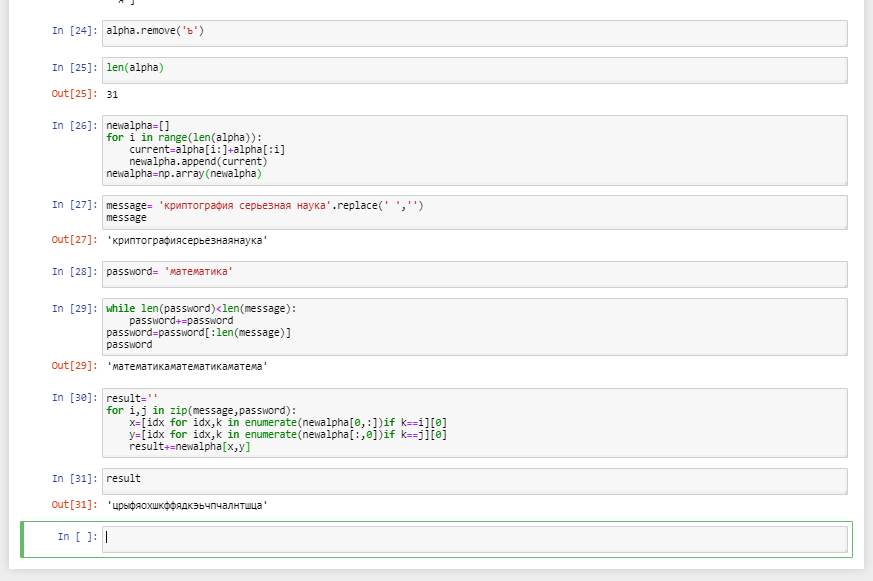 In [24]: alpha.remove('ъ')
In [25]: len(alpha)
Out[25]: 31
In [26]: newalpha=[]
for i in range(len(alpha)):
    current=alpha[i:]+alpha[:i]
    newalpha.append(current)
newalpha=np.array(newalpha)
In [27]: message= 'криптография серьезная наука'.replace(' ','')
message
Out[27]: 'криптографиясерьезнаянаука'
In [28]: password= 'математика'
In [29]: while len(password)<len(message):
    password+=password
password=password[:len(message)]
password
Out[29]: 'математикаматематикаматема'
In [30]: result=''
for i,j in zip(message,password):
    x=[idx for idx,k in enumerate(newalpha[0,:])if k==i][0]
    y=[idx for idx,k in enumerate(newalpha[:,0])if k==j][0]
    result+=newalpha[x,y]
In [31]: result
Out[31]: 'црыфяохшкффядкэьчпчалнтшца'
In [ ]: